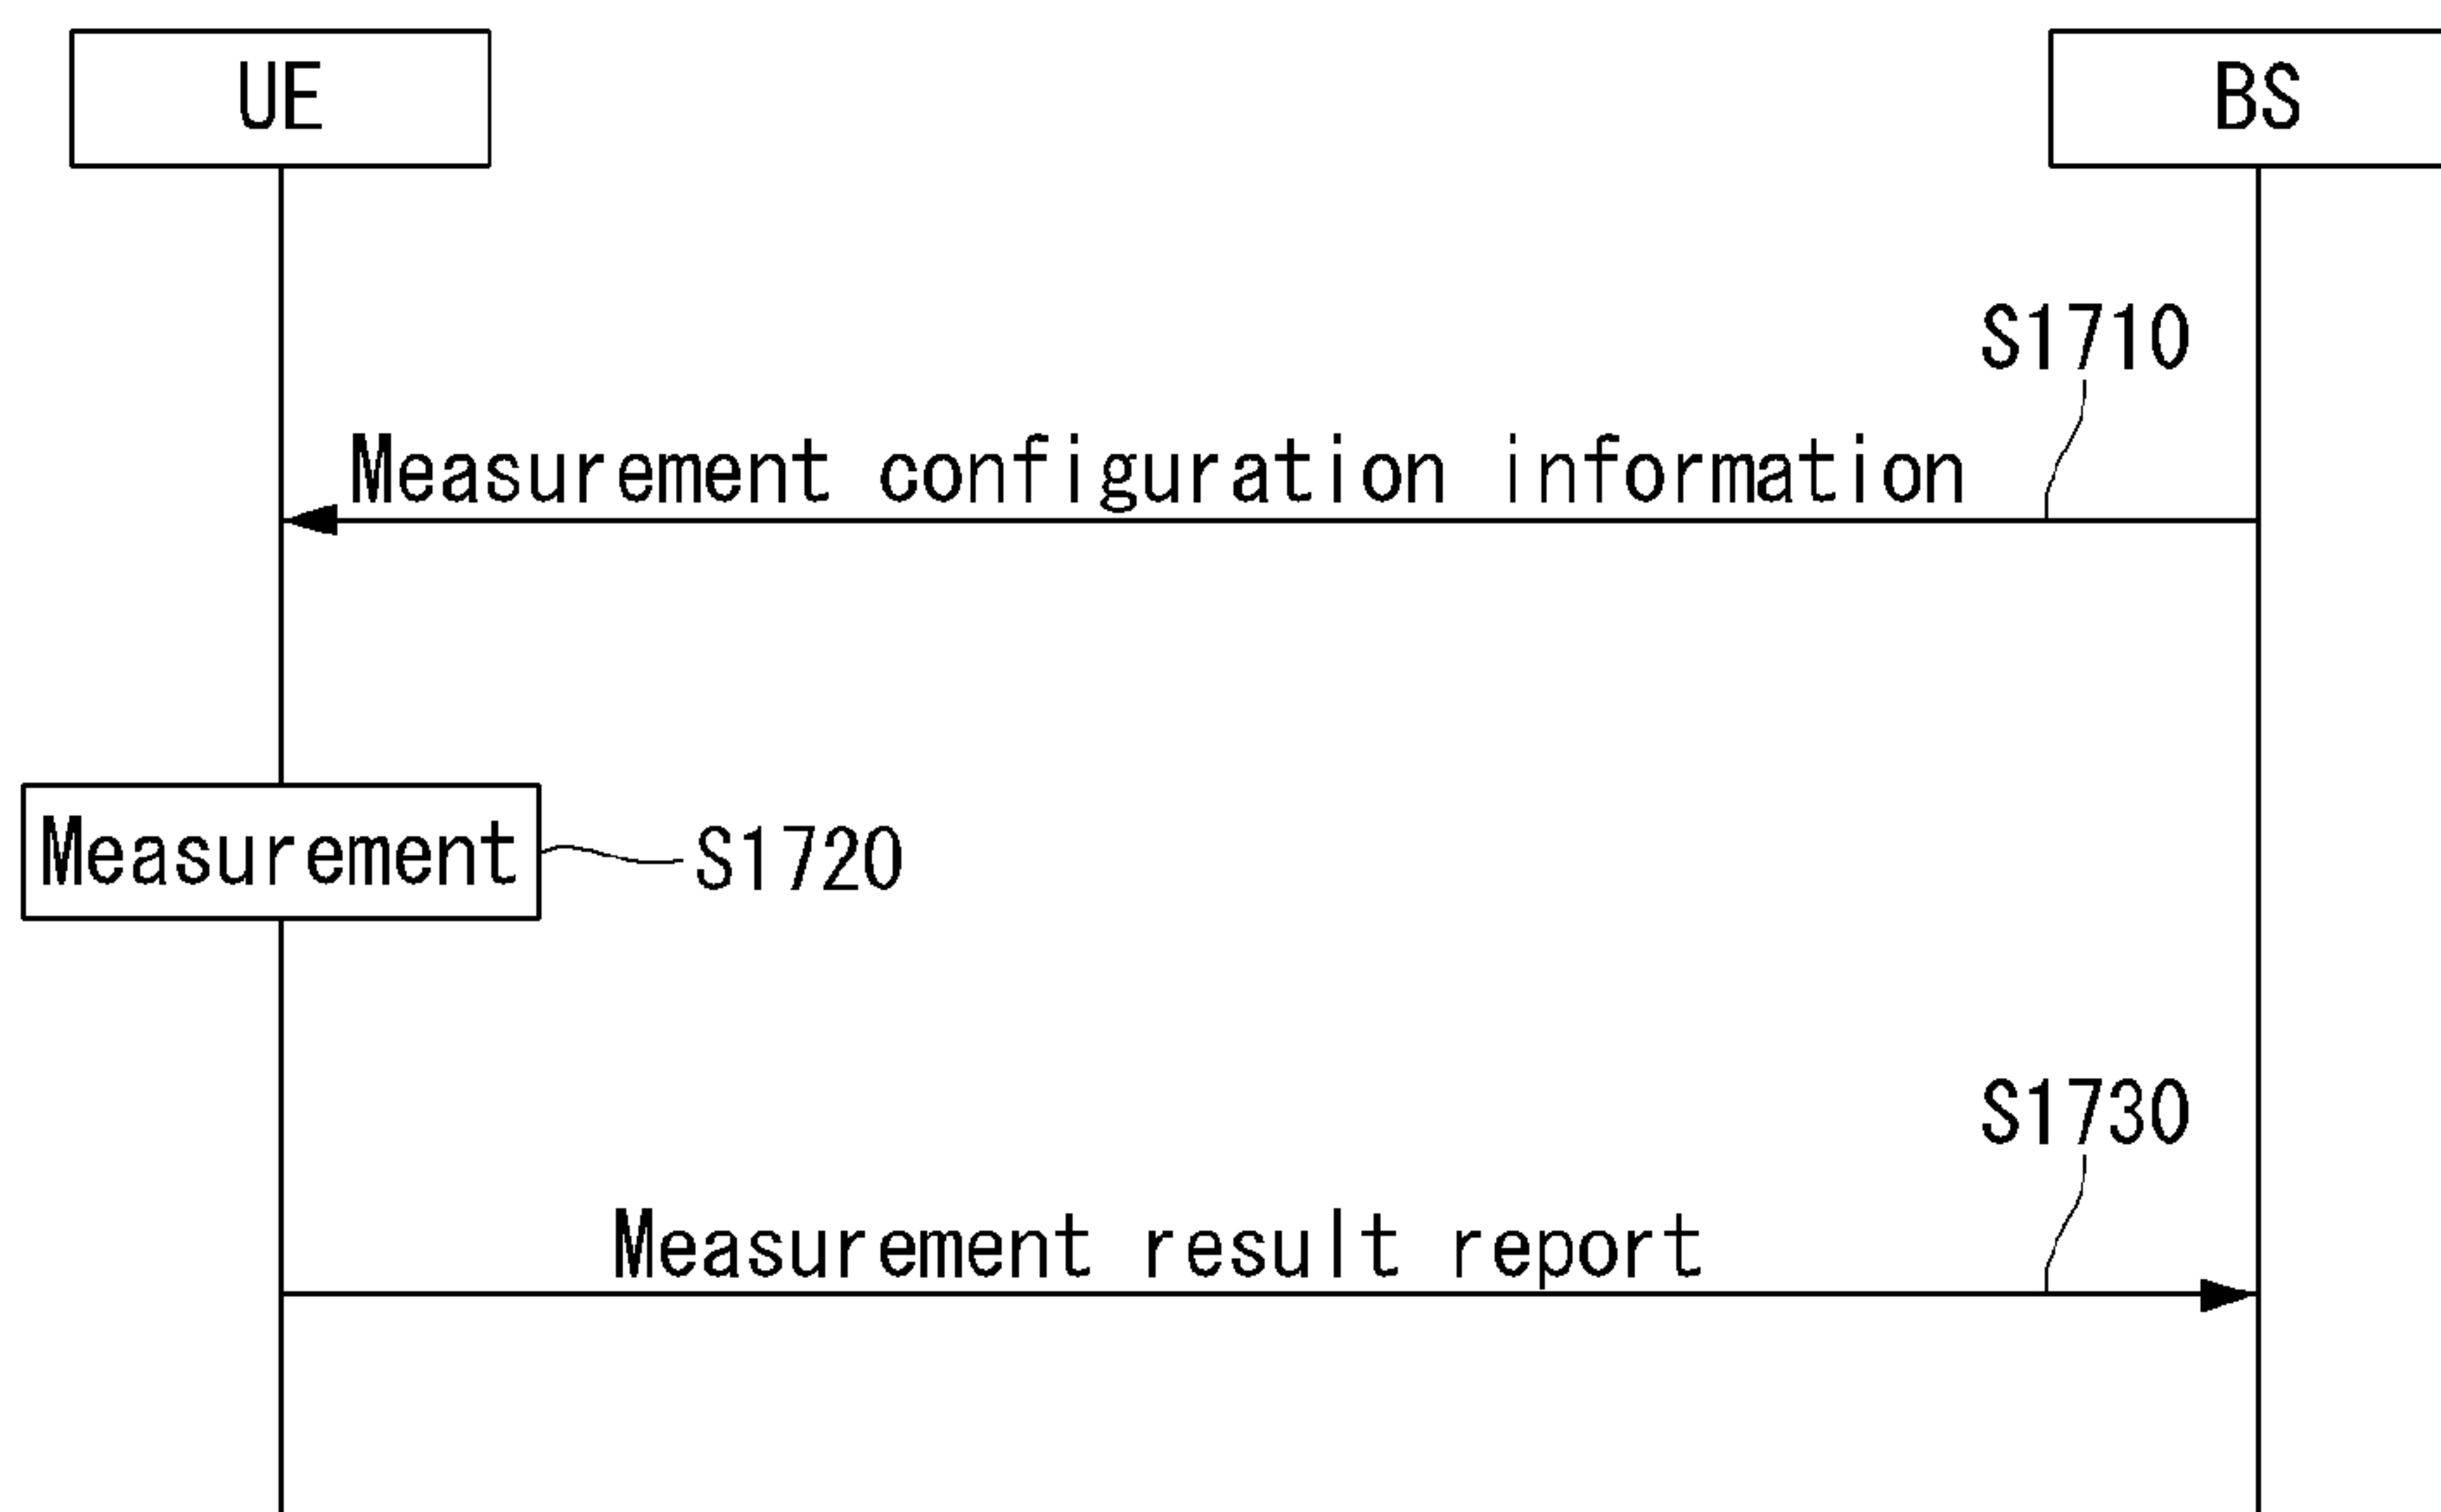 UE
BS
S1710
Measurement configuration information
Measurement
S1720
S1730
Measurement result report